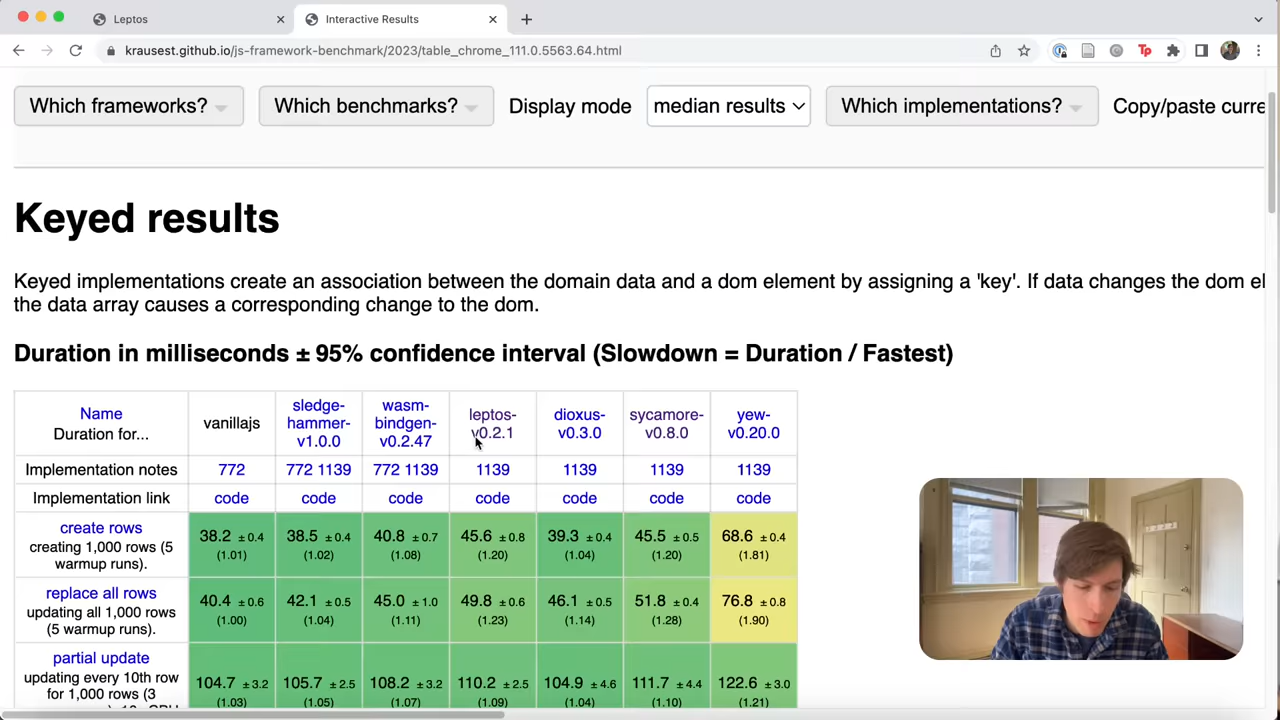 Leptos
Interactive Results
krausest.github.io/js-framework-benchmark/2023/table_chrome_111.0.5563.64.html
Tp
Which frameworks?
Which benchmarks?
Display mode
median results
Which implementations?
Copy/paste curre
Keyed results
Keyed implementations create an association between the domain data and a dom element by assigning a 'key'. If data changes the dom el
the data array causes a corresponding change to the dom.
Duration in milliseconds ± 95% confidence interval (Slowdown = Duration / Fastest)
Name
Duration for...
vanillajs
sledge-
hammer-
v1.0.0
wasm-
bindgen-
v0.2.47
leptos-
v0.2.1
dioxus-
v0.3.0
sycamore-
v0.8.0
yew-
v0.20.0
Implementation notes 772 772 1139 772 1139 1139 1139 1139 1139
Implementation link code code code code code code code
create rows
creating 1,000 rows (5
warmup runs).
38.2 ± 0.4
(1.01)
38.5 ± 0.4
(1.02)
40.8 ± 0.7
(1.08)
45.6 ± 0.8
(1.20)
39.3 ± 0.4
(1.04)
45.5 ± 0.5
(1.20)
68.6 ± 0.4
(1.81)
replace all rows
updating all 1,000 rows
(5 warmup runs).
40.4 ± 0.6
(1.00)
42.1 ± 0.5
(1.04)
45.0 ± 1.0
(1.11)
49.8 ± 0.6
(1.23)
46.1 ± 0.5
(1.14)
51.8 ± 0.4
(1.28)
76.8 ± 0.8
(1.90)
partial update
updating every 10th row
for 1,000 rows (3
104.7 ± 3.2
(1.03)
105.7 ± 2.5
(1.05)
108.2 ± 3.2
(1.07)
110.2 ± 2.5
(1.09)
104.9 ± 4.6
(1.04)
111.7 ± 4.4
(1.10)
122.6 ± 3.0
(1.21)